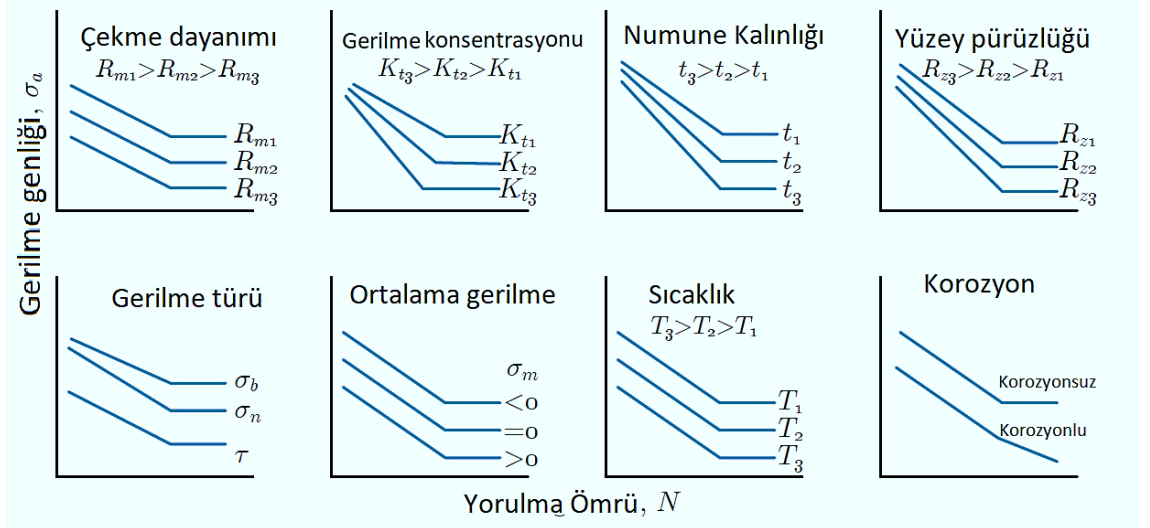 Gerilme genliği, σₐ
Çekme dayanımı
Rm1>Rm2>Rm3
Rm1
Rm2
Rm3
Gerilme konsentrasyonu
Kt3>Kt2>Kt1
Kt1
Kt2
Kt3
Numune Kalınlığı
t3>t2>t1
t1
t2
t3
Yüzey pürüzlüğü
Rz3>Rz2>Rz1
Rz1
Rz2
Rz3
Gerilme türü
σb
σn
τ
Ortalama gerilme
σm
<0
=0
>0
Sıcaklık
T3>T2>T1
T1
T2
T3
Korozyon
Korozyonsuz
Korozyonlu
Yorulma Ömrü, N